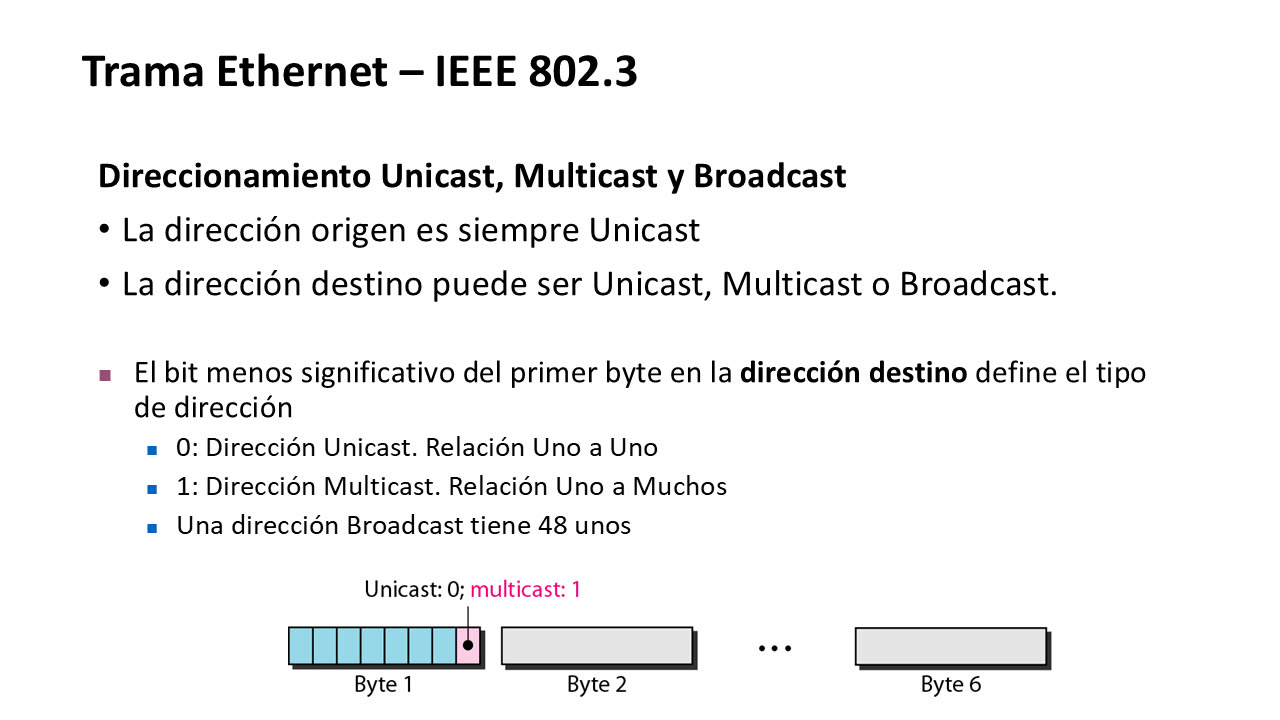 Trama Ethernet – IEEE 802.3
Direccionamiento Unicast, Multicast y Broadcast
• La dirección origen es siempre Unicast
• La dirección destino puede ser Unicast, Multicast o Broadcast.
■ El bit menos significativo del primer byte en la dirección destino define el tipo
de dirección
■ 0: Dirección Unicast. Relación Uno a Uno
■ 1: Dirección Multicast. Relación Uno a Muchos
■ Una dirección Broadcast tiene 48 unos
Unicast: 0; multicast: 1
...
Byte 1 Byte 2 Byte 6